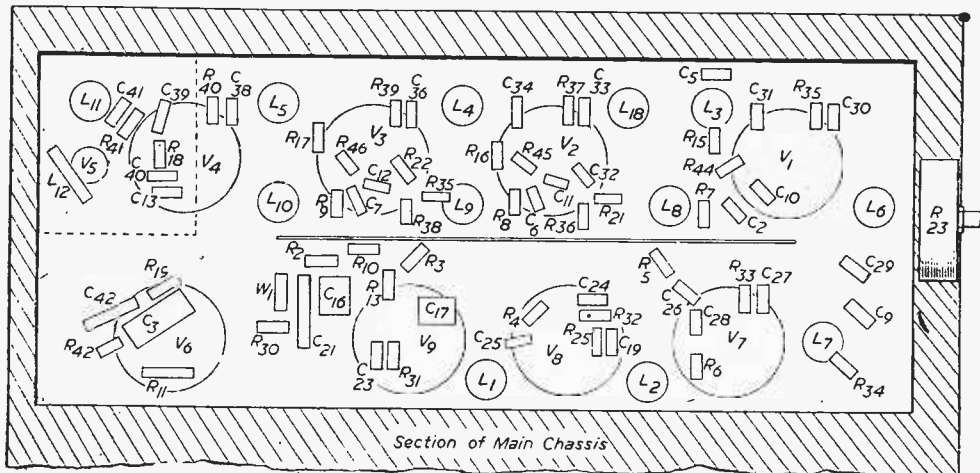 L11
C41
R41
C39
R40
C38
L5
R39
C36
L4
C34
R37
C33
L18
C5
L3
C31
R35
C30
V5
L12
R18
C40
C13
V4
R17
V3
R46
R22
C12
R16
V2
R45
C32
C11
R15
R44
V1
C10
L10
R9
C7
R38
R35
L9
R8
C6
R36
R21
L8
R7
C2
L6
R23
R2
R10
R3
R13
C24
R5
C26
R33
C27
C29
C9
R15
C42
C3
V6
R42
R11
W1
C16
R30
C21
C17
V9
C23
R31
R4
C25
V8
R32
R25
C19
C28
V7
R6
L7
R34
L1
L2
Section of Main Chassis